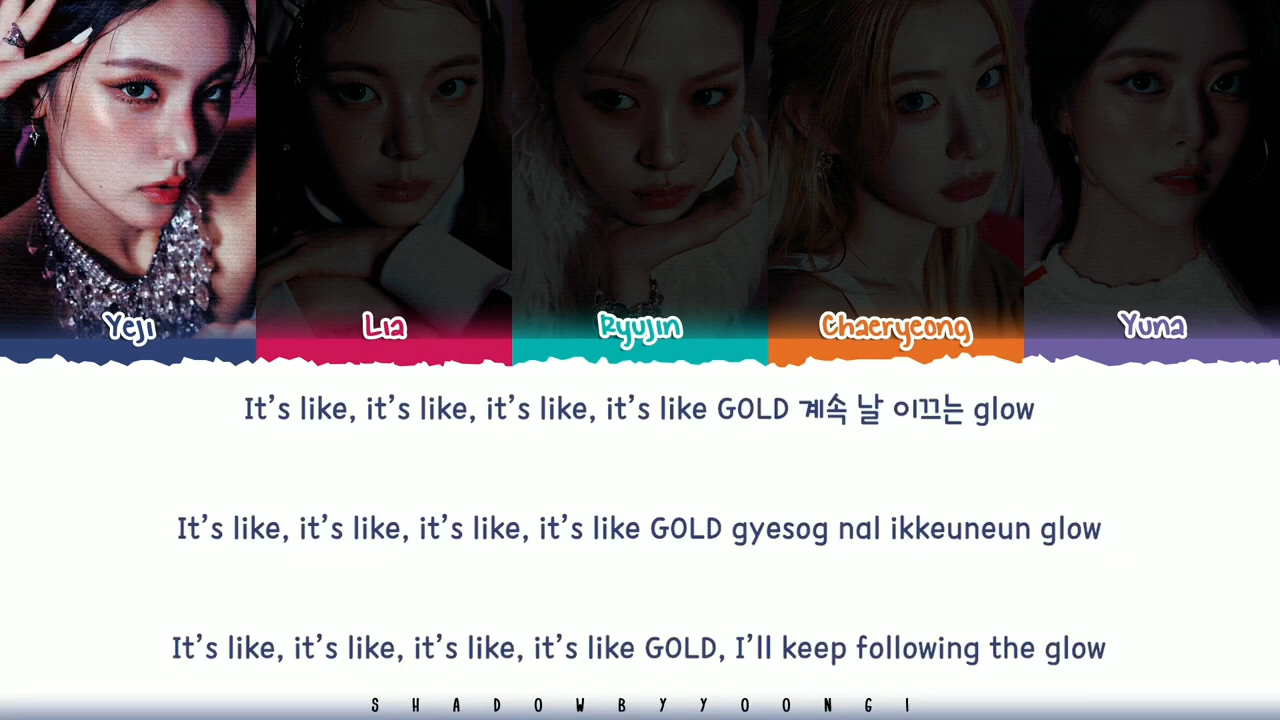 Yeji Lia Ryujin Chaeryeong Yuna
It's like, it's like, it's like, it's like GOLD 계속 날 이끄는 glow
It's like, it's like, it's like, it's like GOLD gyesog nal ikkeuneun glow
It's like, it's like, it's like, it's like GOLD, I'll keep following the glow
SHADOWBYYOONGI